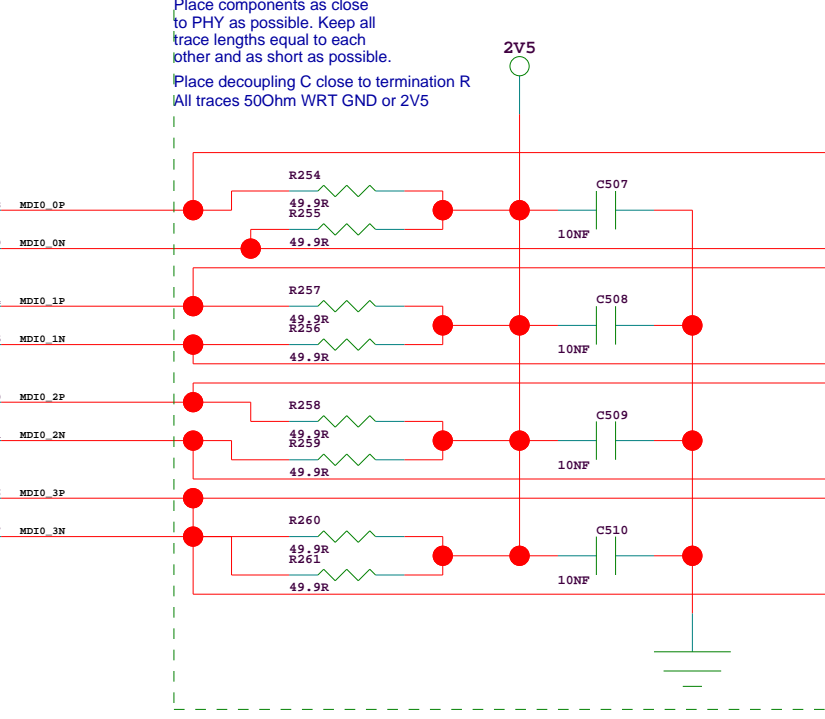 Place components as close
to PHY as possible. Keep all
trace lengths equal to each
other and as short as possible.
Place decoupling C close to termination R
All traces 50Ohm WRT GND or 2V5
2V5
MDI0_0P
R254
49.9R
C507
10NF
MDI0_0N
R255
49.9R
MDI0_1P
R257
49.9R
C508
10NF
MDI0_1N
R256
49.9R
MDI0_2P
R258
49.9R
C509
10NF
MDI0_2N
R259
49.9R
MDI0_3P
R260
49.9R
C510
10NF
MDI0_3N
R261
49.9R